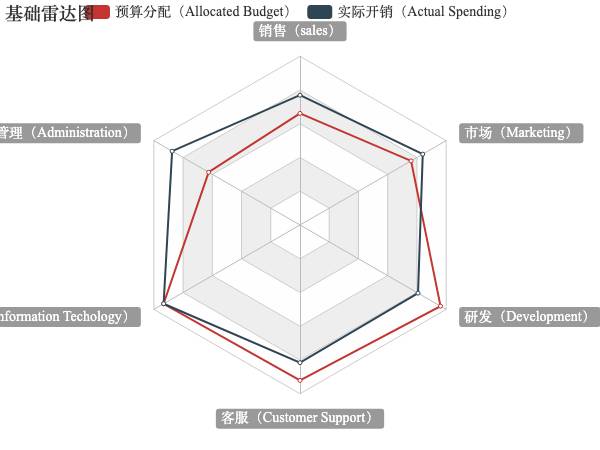 基础雷达图
预算分配（Allocated Budget）
实际开销（Actual Spending）
销售（sales）
管理（Administration）
市场（Marketing）
nformation Techology）
研发（Development）
客服（Customer Support）